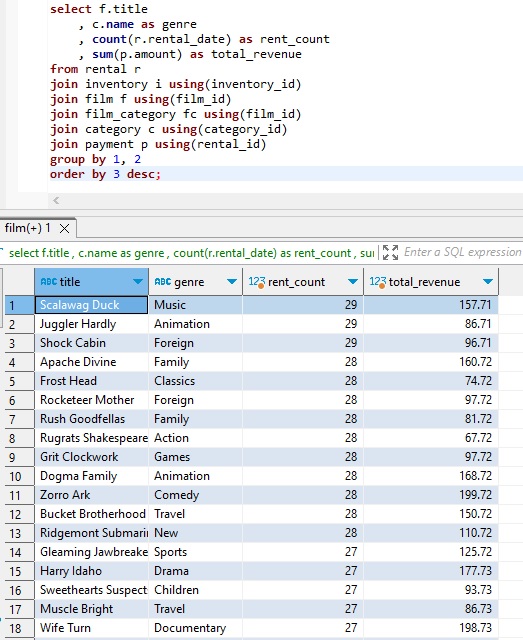 select f.title
, c.name as genre
, count(r.rental_date) as rent_count
, sum(p.amount) as total_revenue
from rental r
join inventory i using(inventory_id)
join film f using(film_id)
join film_category fc using(film_id)
join category c using(category_id)
join payment p using(rental_id)
group by 1, 2
order by 3 desc;
film(+) 1
select f.title , c.name as genre , count(r.rental_date) as rent_count , su Enter a SQL expression
ABC title ABC genre 123 rent_count 123 total_revenue
1 Scalawag Duck Music 29 157.71
2 Juggler Hardly Animation 29 86.71
3 Shock Cabin Foreign 29 96.71
4 Apache Divine Family 28 160.72
5 Frost Head Classics 28 74.72
6 Rocketeer Mother Foreign 28 97.72
7 Rush Goodfellas Family 28 81.72
8 Rugrats Shakespeare Action 28 67.72
9 Grit Clockwork Games 28 97.72
10 Dogma Family Animation 28 168.72
11 Zorro Ark Comedy 28 199.72
12 Bucket Brotherhood Travel 28 150.72
13 Ridgemont Submari New 28 110.72
14 Gleaming Jawbreake Sports 27 125.72
15 Harry Idaho Drama 27 177.73
16 Sweethearts Suspect Children 27 93.73
17 Muscle Bright Travel 27 86.73
18 Wife Turn Documentary 27 198.73